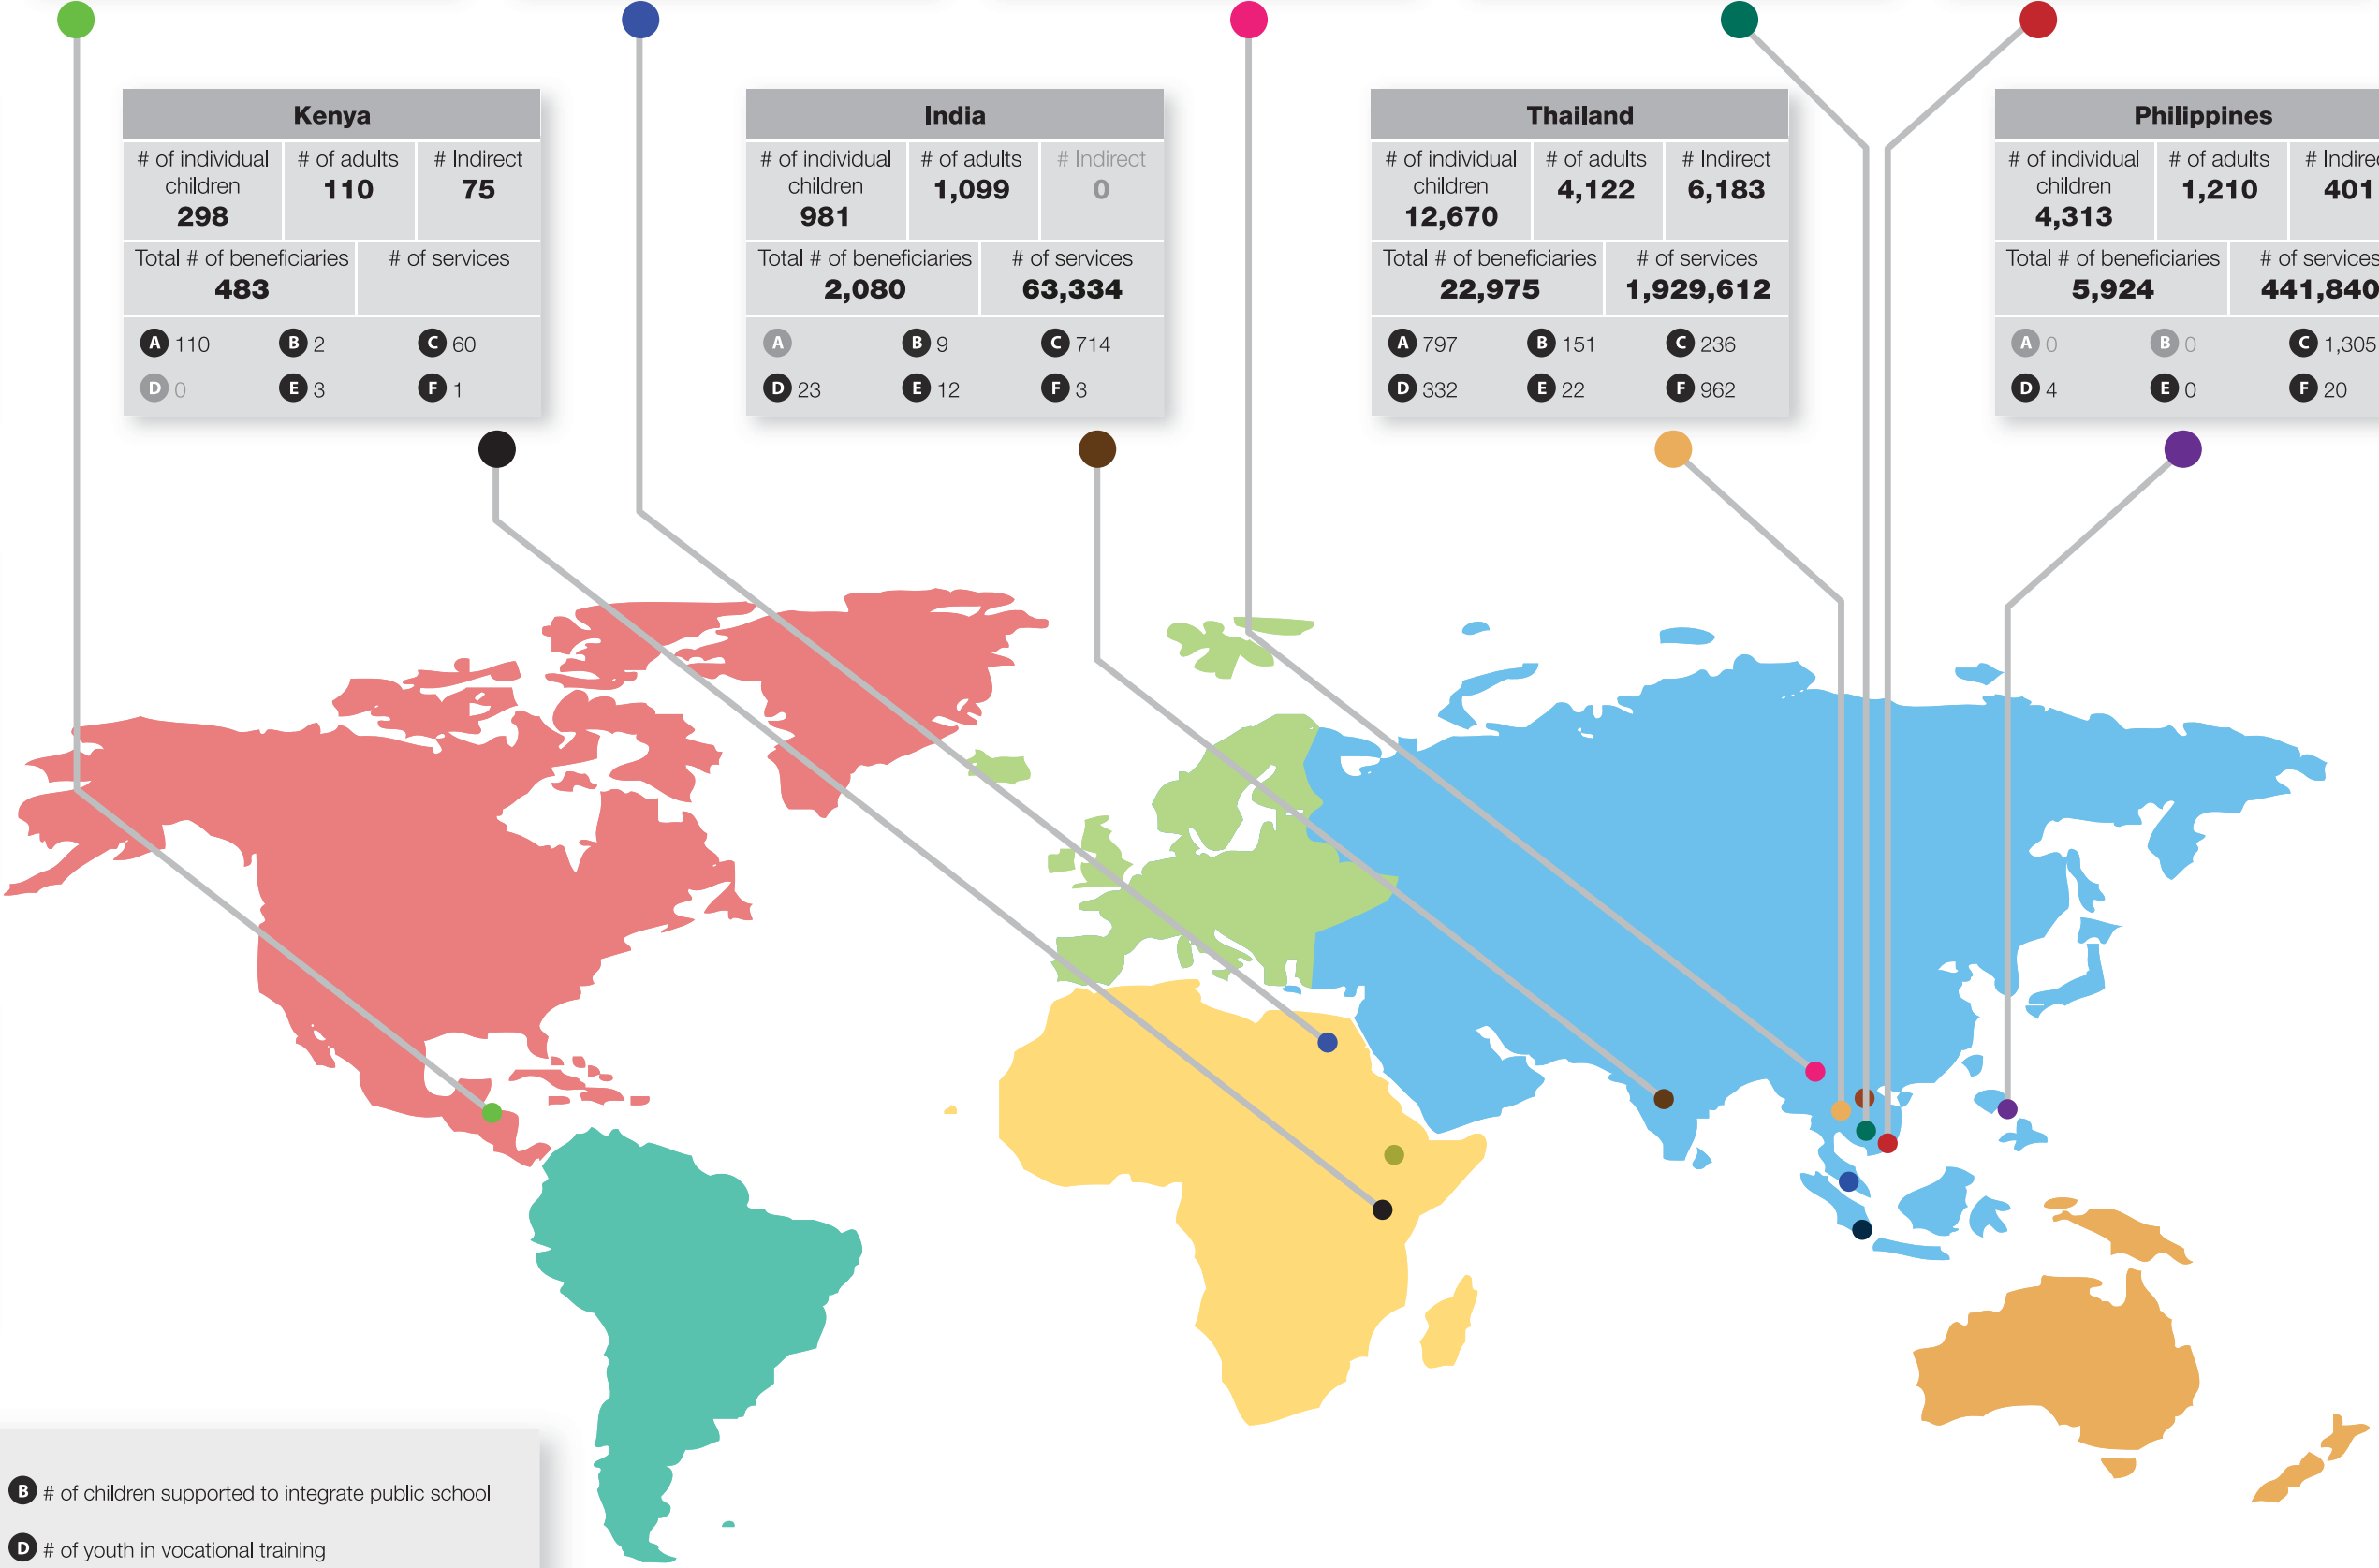 Kenya
# of individual children
298
# of adults
110
# Indirect
75
Total # of beneficiaries
483
# of services
A 110
B 2
C 60
D 0
E 3
F 1
India
# of individual children
981
# of adults
1,099
# Indirect
0
Total # of beneficiaries
2,080
# of services
63,334
A
B 9
C 714
D 23
E 12
F 3
Thailand
# of individual children
12,670
# of adults
4,122
# Indirect
6,183
Total # of beneficiaries
22,975
# of services
1,929,612
A 797
B 151
C 236
D 332
E 22
F 962
Philippines
# of individual children
4,313
# of adults
1,210
# Indirec
401
Total # of beneficiaries
5,924
# of services
441,840
A 0
B 0
C 1,305
D 4
E 0
F 20
B # of children supported to integrate public school
D # of youth in vocational training